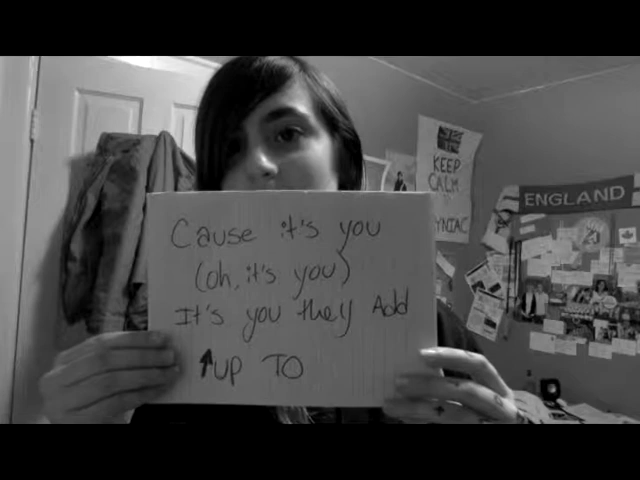 Cause it's you
(oh, it's you)
It's you they Add
↑up TO
KEEP
CALM
ENGLAND